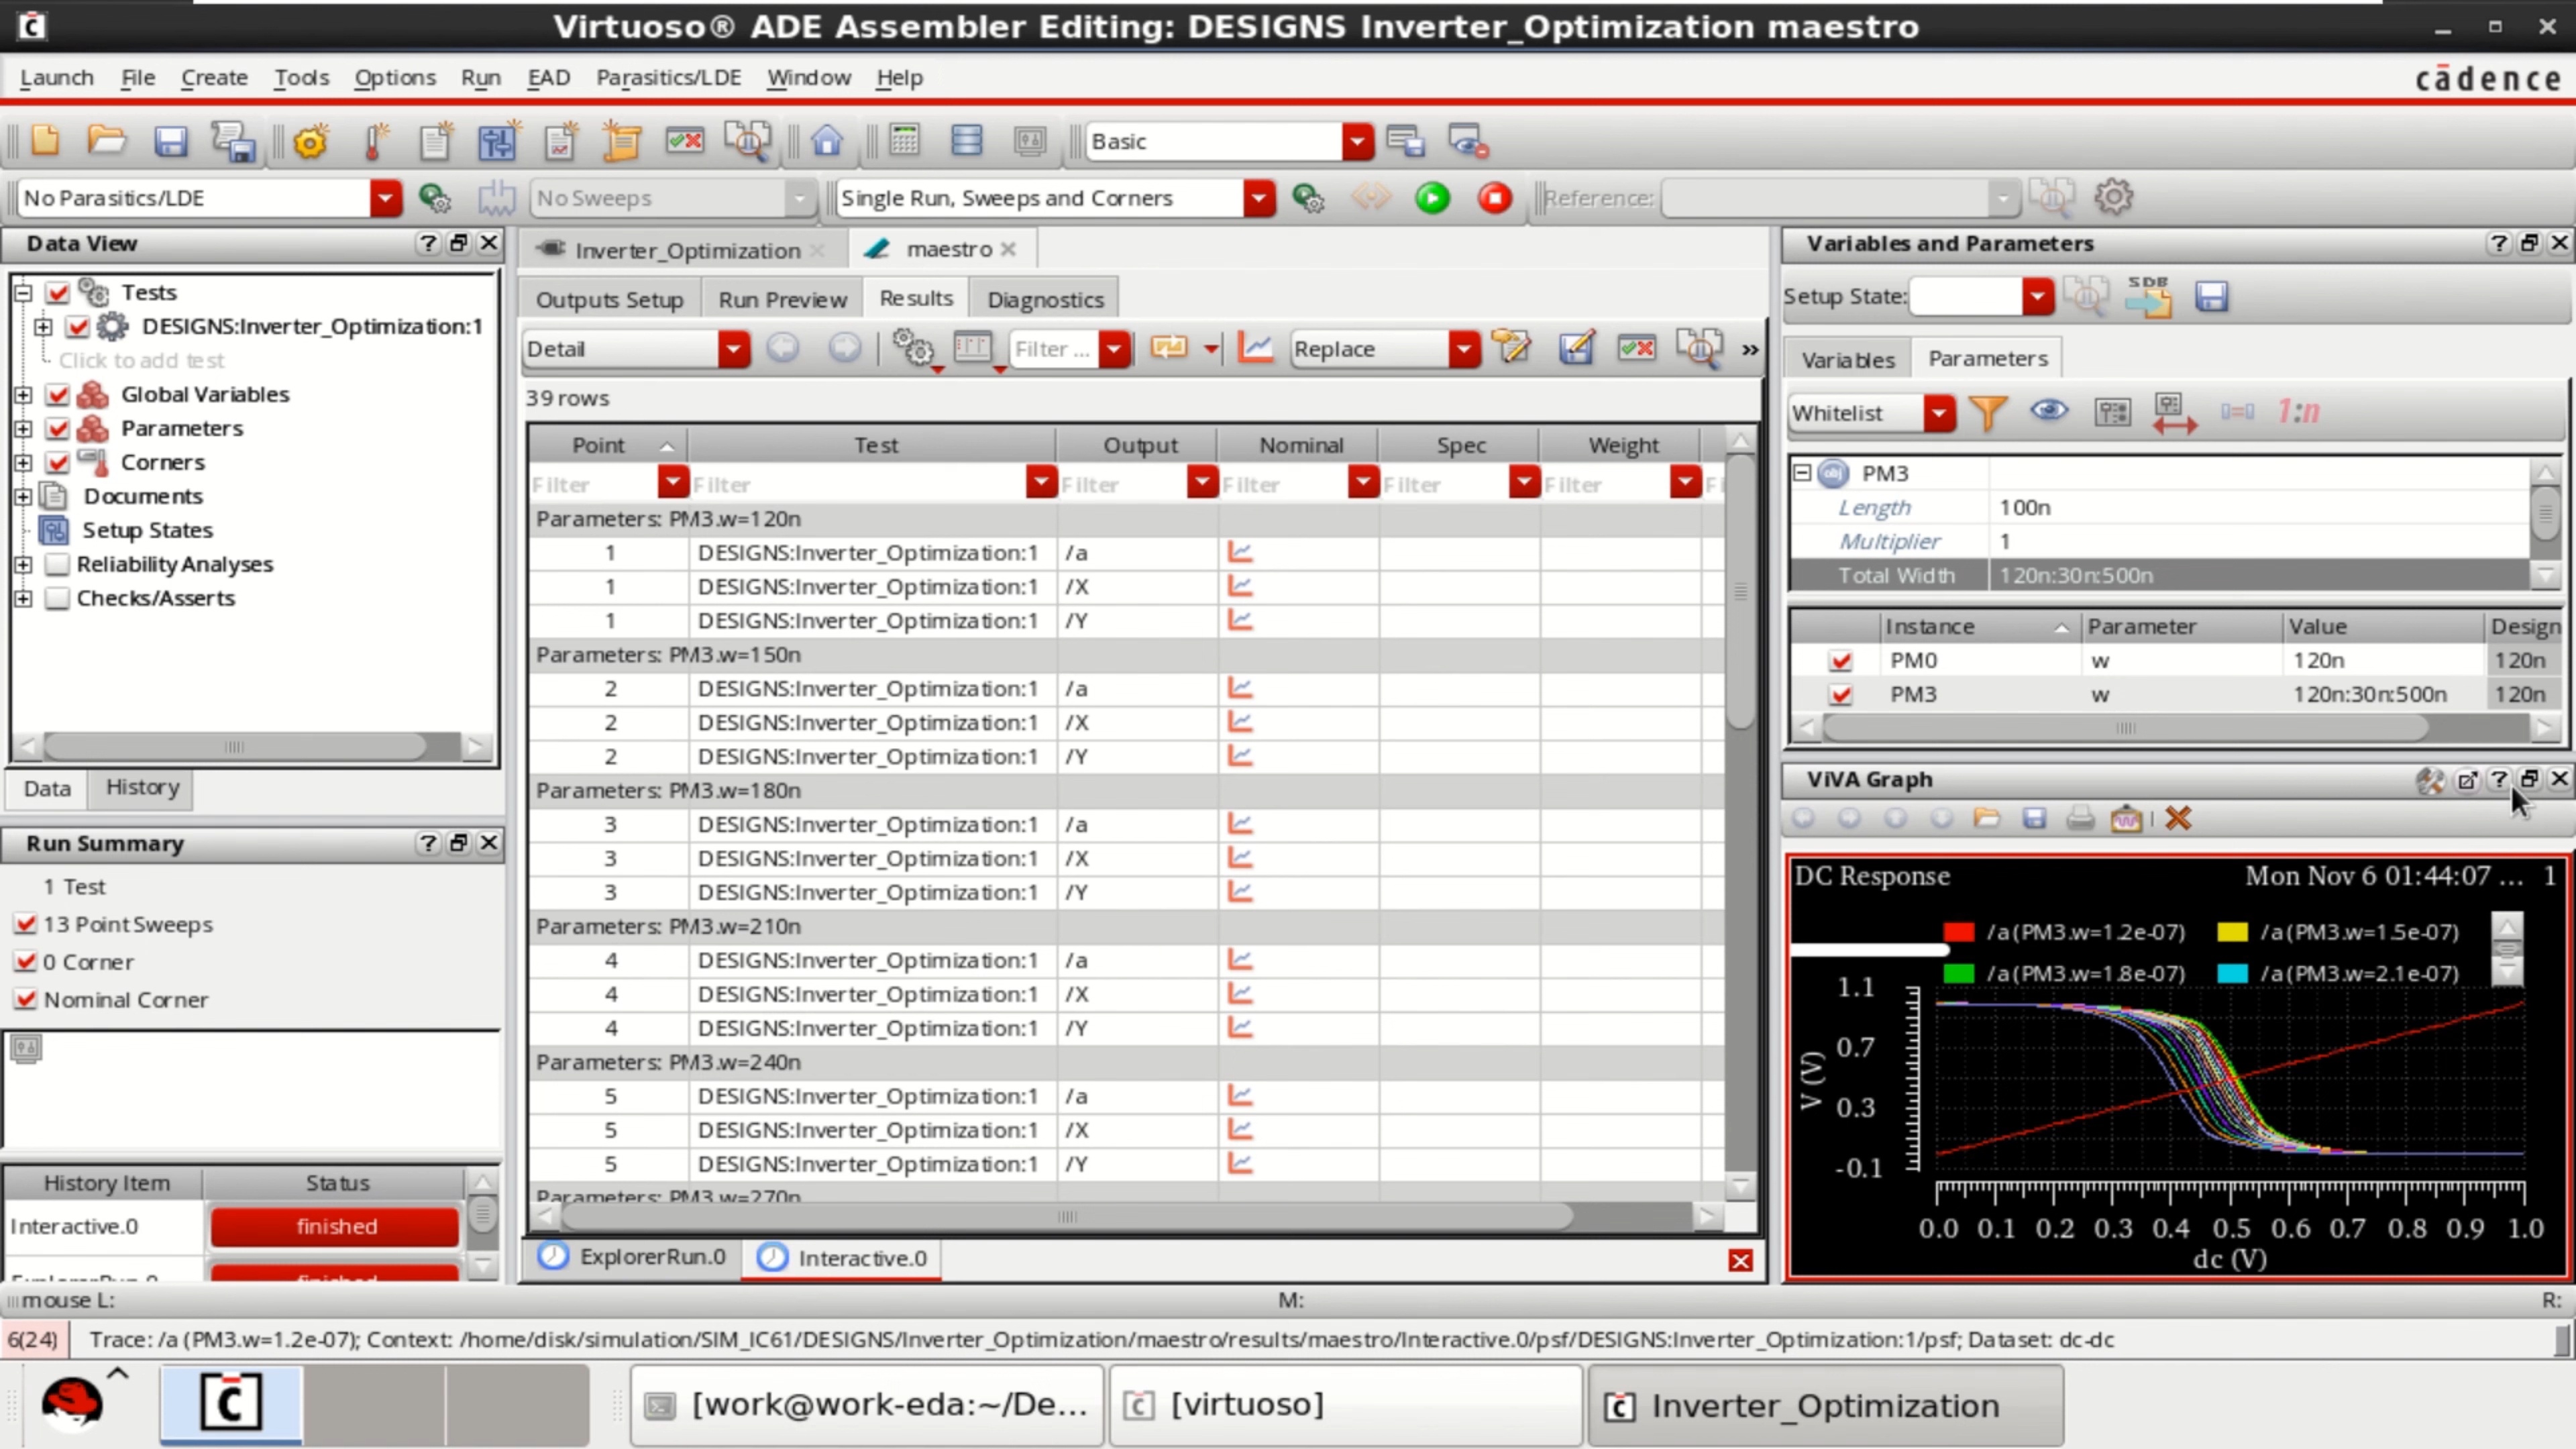 Virtuoso® ADE Assembler Editing: DESIGNS Inverter_Optimization maestro
Launch File Create Tools Options Run EAD Parasitics/LDE Window Help
cādence
Basic
No Parasitics/LDE
No Sweeps
Single Run, Sweeps and Corners
Reference:
Data View
Tests
DESIGNS:Inverter_Optimization:1
Click to add test
Global Variables
Parameters
Corners
Documents
Setup States
Reliability Analyses
Checks/Asserts
Data History
Run Summary
1 Test
13 Point Sweeps
0 Corner
Nominal Corner
History Item Status
Interactive.0 finished
ExplorerRun.0 finished
Inverter_Optimization maestro
Outputs Setup Run Preview Results Diagnostics
Detail Filter ... Replace »
39 rows
Point Test Output Nominal Spec Weight
Filter Filter Filter Filter Filter Filter
Parameters: PM3.w=120n
1 DESIGNS:Inverter_Optimization:1 /a
1 DESIGNS:Inverter_Optimization:1 /X
1 DESIGNS:Inverter_Optimization:1 /Y
Parameters: PM3.w=150n
2 DESIGNS:Inverter_Optimization:1 /a
2 DESIGNS:Inverter_Optimization:1 /X
2 DESIGNS:Inverter_Optimization:1 /Y
Parameters: PM3.w=180n
3 DESIGNS:Inverter_Optimization:1 /a
3 DESIGNS:Inverter_Optimization:1 /X
3 DESIGNS:Inverter_Optimization:1 /Y
Parameters: PM3.w=210n
4 DESIGNS:Inverter_Optimization:1 /a
4 DESIGNS:Inverter_Optimization:1 /X
4 DESIGNS:Inverter_Optimization:1 /Y
Parameters: PM3.w=240n
5 DESIGNS:Inverter_Optimization:1 /a
5 DESIGNS:Inverter_Optimization:1 /X
5 DESIGNS:Inverter_Optimization:1 /Y
Parameters: PM3.w=270n
ExplorerRun.0 Interactive.0
Variables and Parameters
Setup State:
SDB
Variables Parameters
Whitelist 1:n
PM3
Length 100n
Multiplier 1
Total Width 120n:30n:500n
Instance Parameter Value Design
PM0 w 120n 120n
PM3 w 120n:30n:500n 120n
ViVA Graph
DC Response Mon Nov 6 01:44:07 ... 1
/a (PM3.w=1.2e-07) /a (PM3.w=1.5e-07)
/a (PM3.w=1.8e-07) /a (PM3.w=2.1e-07)
1.1
0.7
0.3
-0.1
V (V)
0.0 0.1 0.2 0.3 0.4 0.5 0.6 0.7 0.8 0.9 1.0
dc (V)
mouse L: M: R:
6(24) Trace: /a (PM3.w=1.2e-07); Context: /home/disk/simulation/SIM_IC61/DESIGNS/Inverter_Optimization/maestro/results/maestro/Interactive.0/psf/DESIGNS:Inverter_Optimization:1/psf; Dataset: dc-dc
[work@work-eda:~/De... [virtuoso] Inverter_Optimization